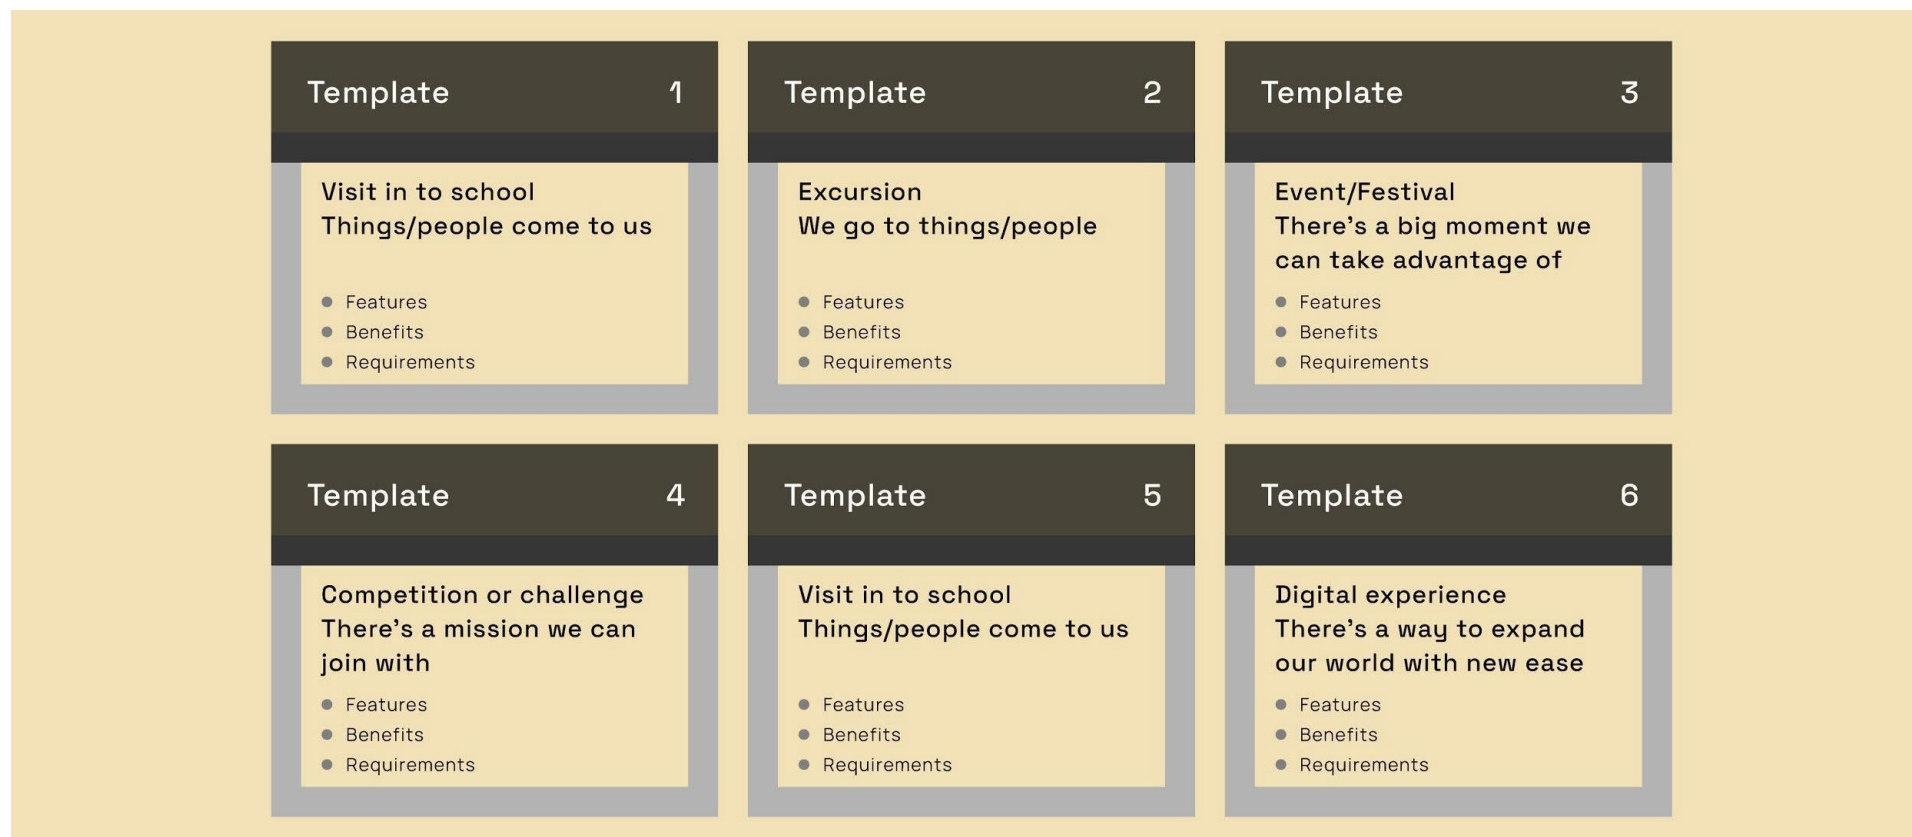 Template 1
Visit in to school
Things/people come to us
Features
Benefits
Requirements
Template 2
Excursion
We go to things/people
Features
Benefits
Requirements
Template 3
Event/Festival
There’s a big moment we
can take advantage of
Features
Benefits
Requirements
Template 4
Competition or challenge
There’s a mission we can
join with
Features
Benefits
Requirements
Template 5
Visit in to school
Things/people come to us
Features
Benefits
Requirements
Template 6
Digital experience
There’s a way to expand
our world with new ease
Features
Benefits
Requirements